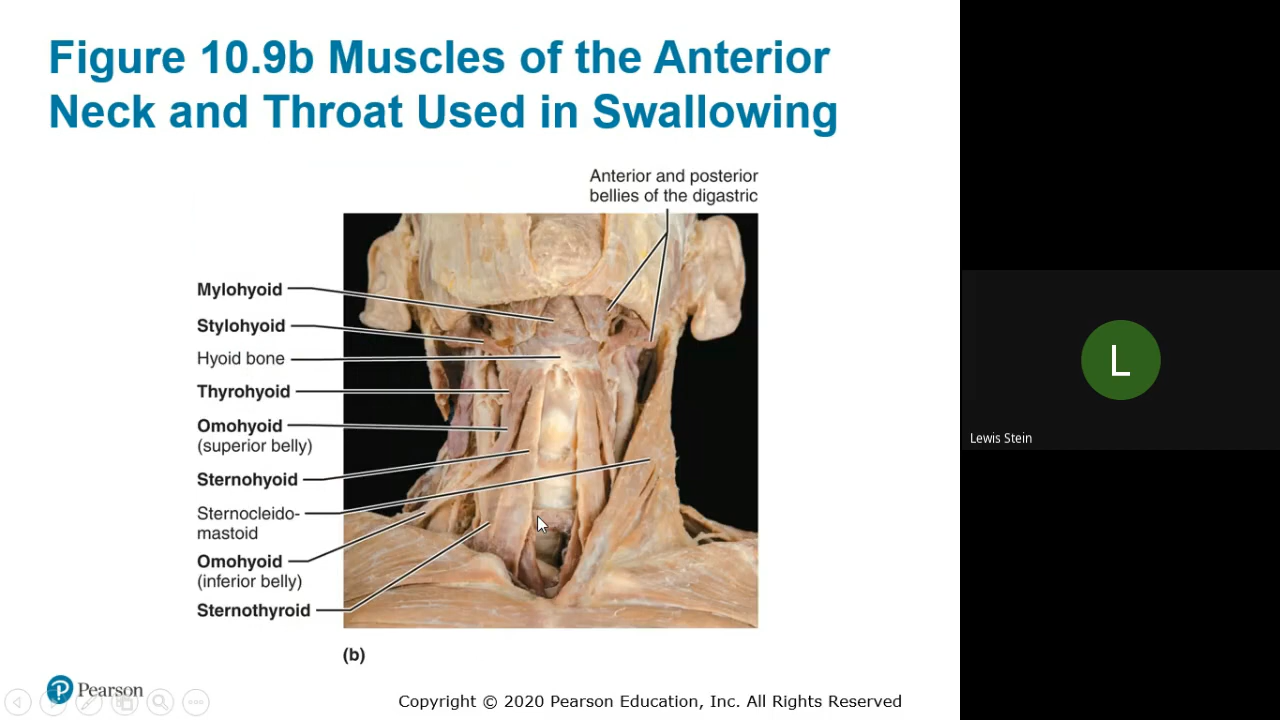 Figure 10.9b Muscles of the Anterior
Neck and Throat Used in Swallowing
Anterior and posterior
bellies of the digastric
Mylohyoid
Stylohyoid
Hyoid bone
Thyrohyoid
Omohyoid
(superior belly)
Sternohyoid
Sternocleido-
mastoid
Omohyoid
(inferior belly)
Sternothyroid
(b)
P Pearson
Copyright © 2020 Pearson Education, Inc. All Rights Reserved
L
Lewis Stein